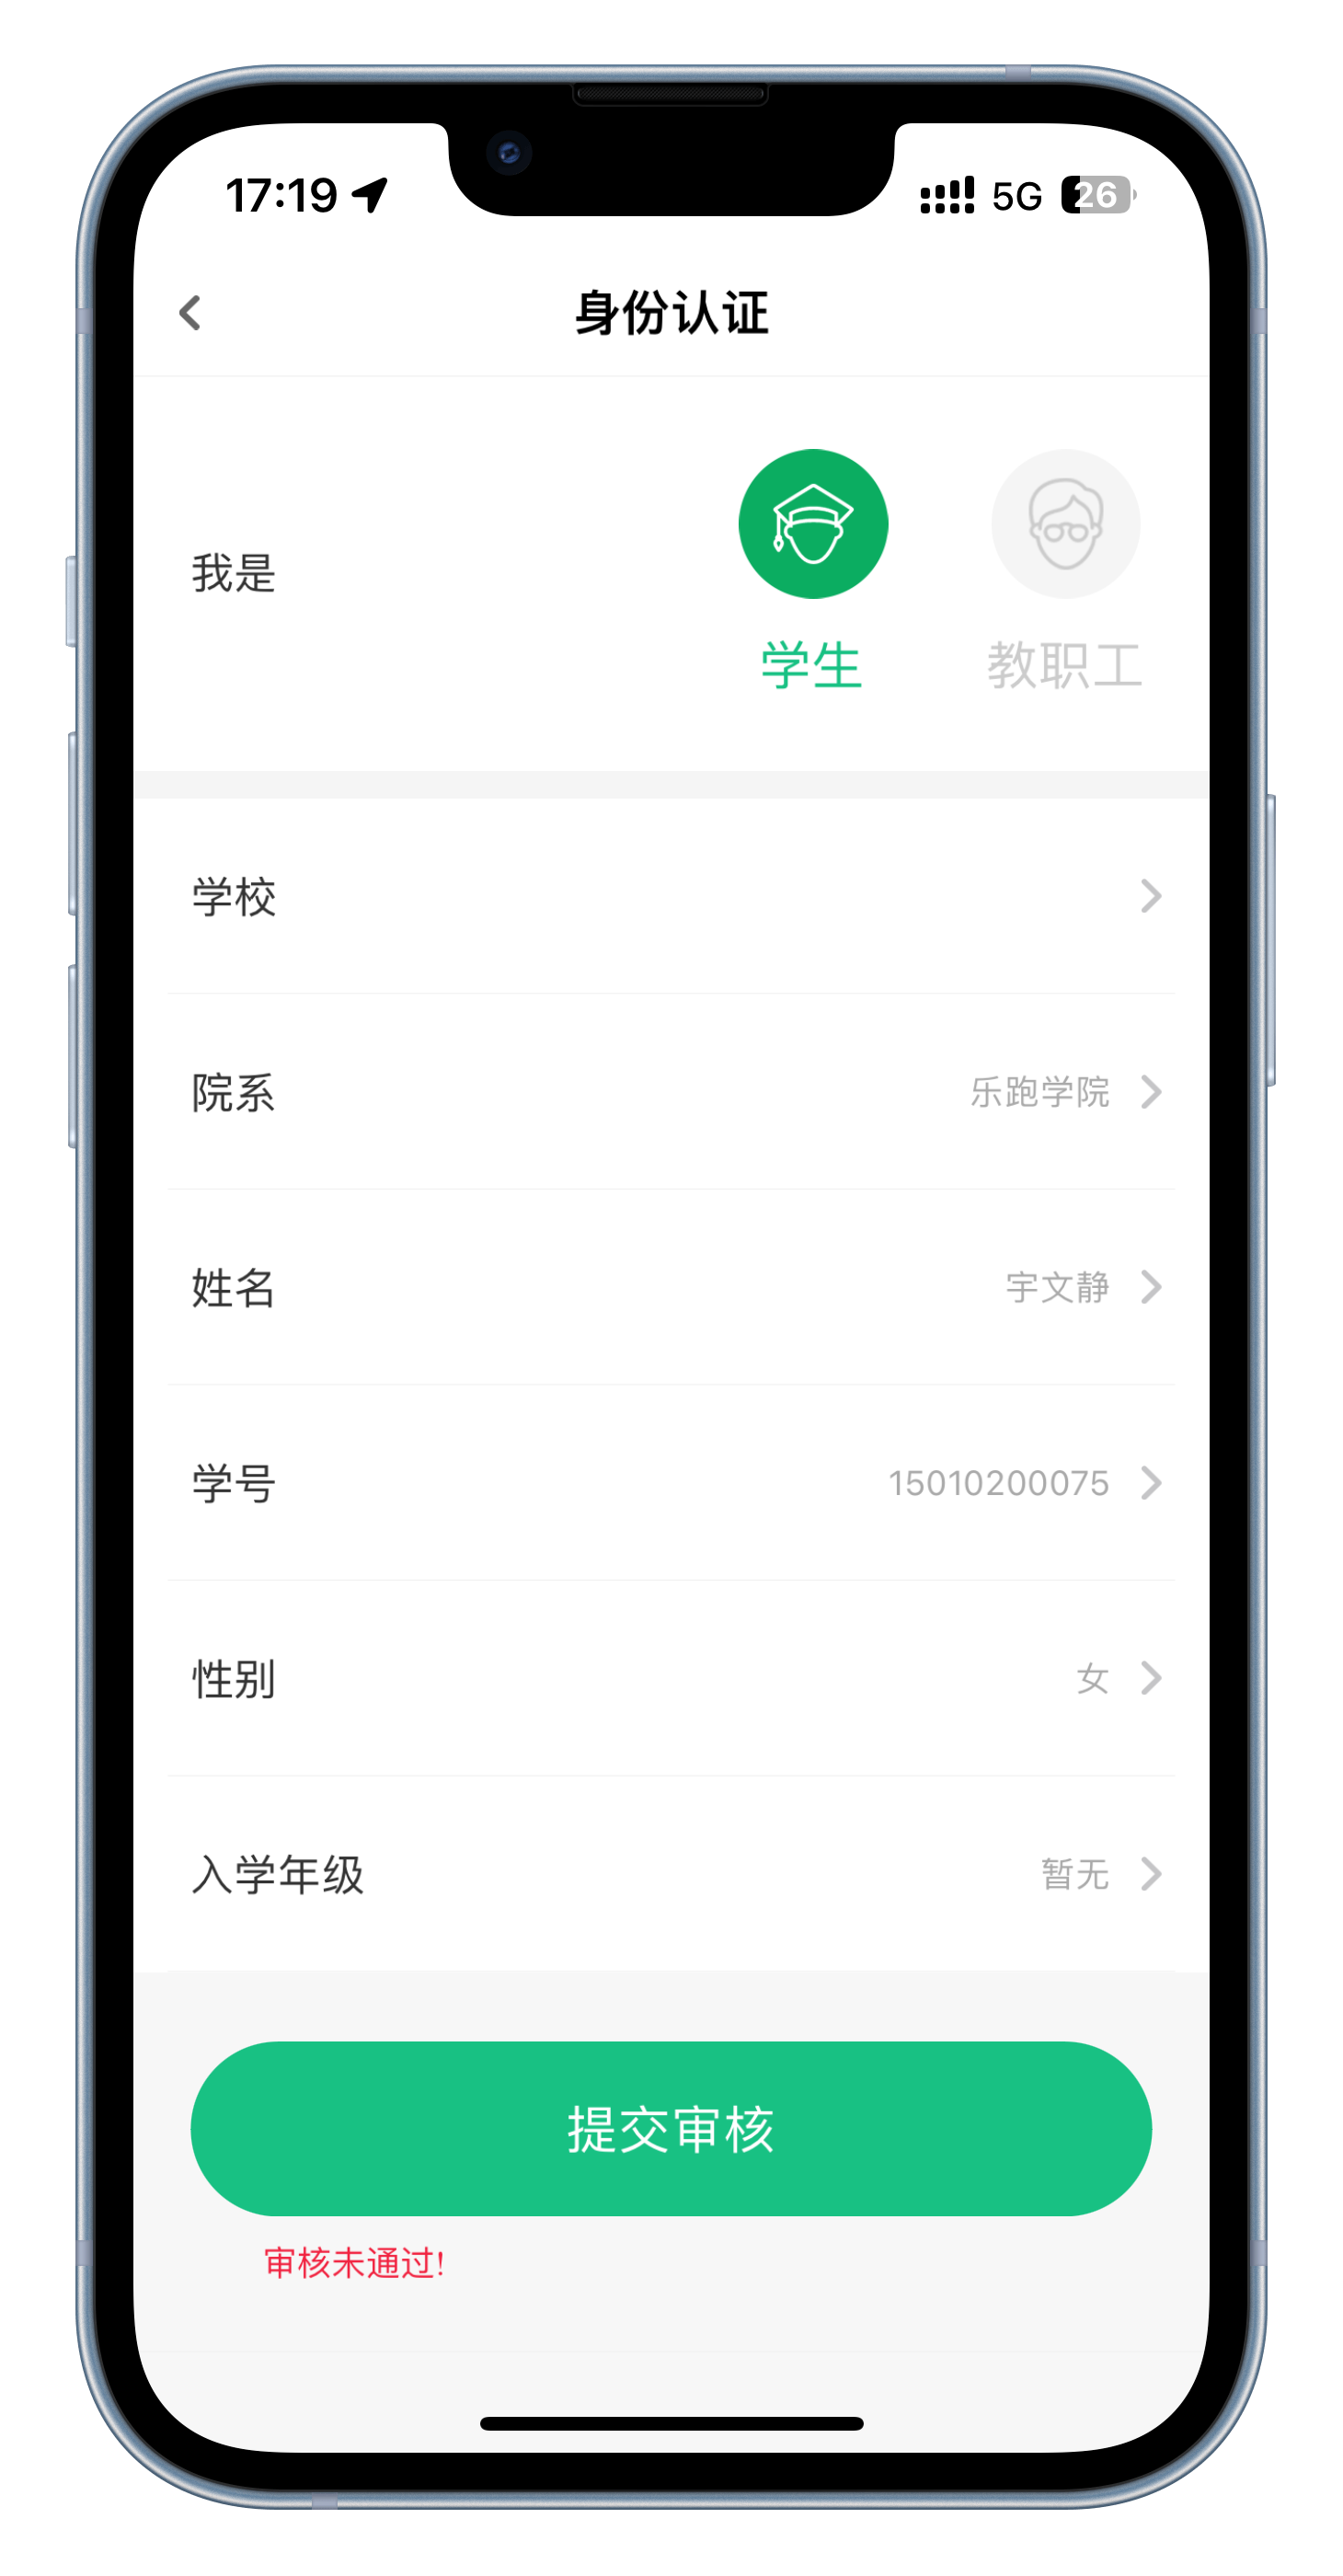 17:19 5G 26
身份认证
我是
学生 教职工
学校
院系 乐跑学院
姓名 宇文静
学号 15010200075
性别 女
入学年级 暂无
提交审核
审核未通过!